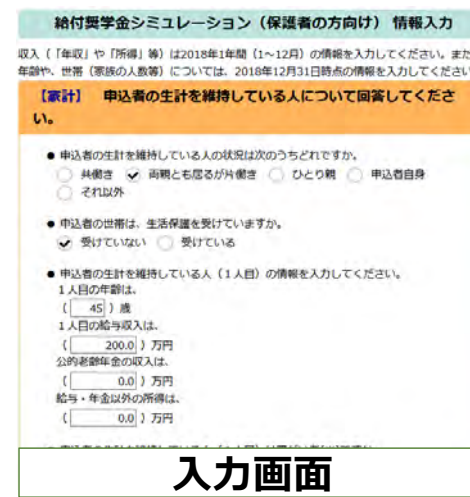 給付奨学金シミュレーション（保護者の方向け） 情報入力
収入（「年収」や「所得」等）は2018年1年間（1～12月）の情報を入力してください。また
年齢や、世帯（家族の人数等）については、2018年12月31日時点の情報を入力してください
【家計】 申込者の生計を維持している人について回答してくださ
い。
● 申込者の生計を維持している人の状況は次のうちどれですか。
共働き ✓ 両親とも居るが片働き ひとり親 申込者自身
それ以外
● 申込者の世帯は、生活保護を受けていますか。
✓ 受けていない 受けている
● 申込者の生計を維持している人（1人目）の情報を入力してください。
1人目の年齢は、
（ 45 ）歳
1人目の給与収入は、
（ 200.0 ）万円
公的老齢年金の収入は、
（ 0.0 ）万円
給与・年金以外の所得は、
（ 0.0 ）万円
入力画面